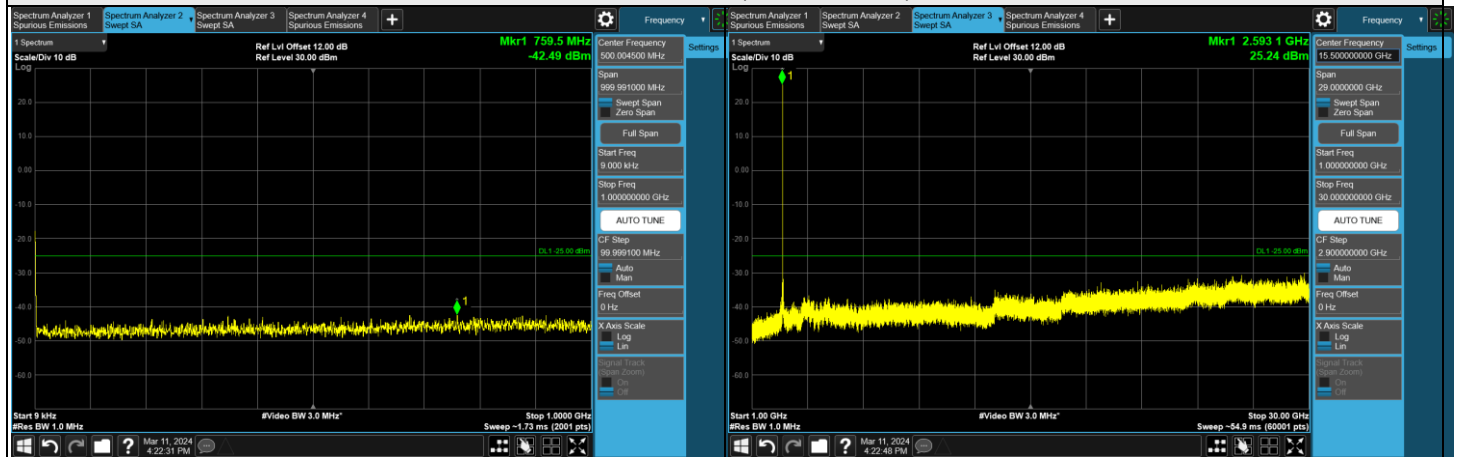 Spectrum Analyzer 1
Spurious Emissions
Spectrum Analyzer 2
Swept SA
Spectrum Analyzer 3
Swept SA
Spectrum Analyzer 4
Spurious Emissions
Frequency
1 Spectrum
Scale/Div 10 dB
Log
Ref Lvl Offset 12.00 dB
Ref Level 30.00 dBm
Mkr1 759.5 MHz
-42.49 dBm
20.0
10.0
0.00
-10.0
-20.0
-30.0
-40.0
-50.0
-60.0
DL1 -25.00 dBm
1
Start 9 kHz
#Res BW 1.0 MHz
#Video BW 3.0 MHz*
Stop 1.0000 GHz
Sweep ~1.73 ms (2001 pts)
Mar 11, 2024
4:22:31 PM
Center Frequency
500.004500 MHz
Settings
Span
999.991000 MHz
Swept Span
Zero Span
Full Span
Start Freq
9.000 kHz
Stop Freq
1.000000000 GHz
AUTO TUNE
CF Step
99.999100 MHz
Auto
Man
Freq Offset
0 Hz
X Axis Scale
Log
Lin
Signal Track
(Span Zoom)
On
Off
Spectrum Analyzer 1
Spurious Emissions
Spectrum Analyzer 2
Swept SA
Spectrum Analyzer 3
Swept SA
Spectrum Analyzer 4
Spurious Emissions
Frequency
1 Spectrum
Scale/Div 10 dB
Log
Ref Lvl Offset 12.00 dB
Ref Level 30.00 dBm
Mkr1 2.593 1 GHz
25.24 dBm
1
20.0
10.0
0.00
-10.0
-20.0
-30.0
-40.0
-50.0
-60.0
DL1 -25.00 dBm
Start 1.00 GHz
#Res BW 1.0 MHz
#Video BW 3.0 MHz*
Stop 30.00 GHz
Sweep ~54.9 ms (60001 pts)
Mar 11, 2024
4:22:48 PM
Center Frequency
15.500000000 GHz
Settings
Span
29.0000000 GHz
Swept Span
Zero Span
Full Span
Start Freq
1.000000000 GHz
Stop Freq
30.000000000 GHz
AUTO TUNE
CF Step
2.900000000 GHz
Auto
Man
Freq Offset
0 Hz
X Axis Scale
Log
Lin
Signal Track
(Span Zoom)
On
Off